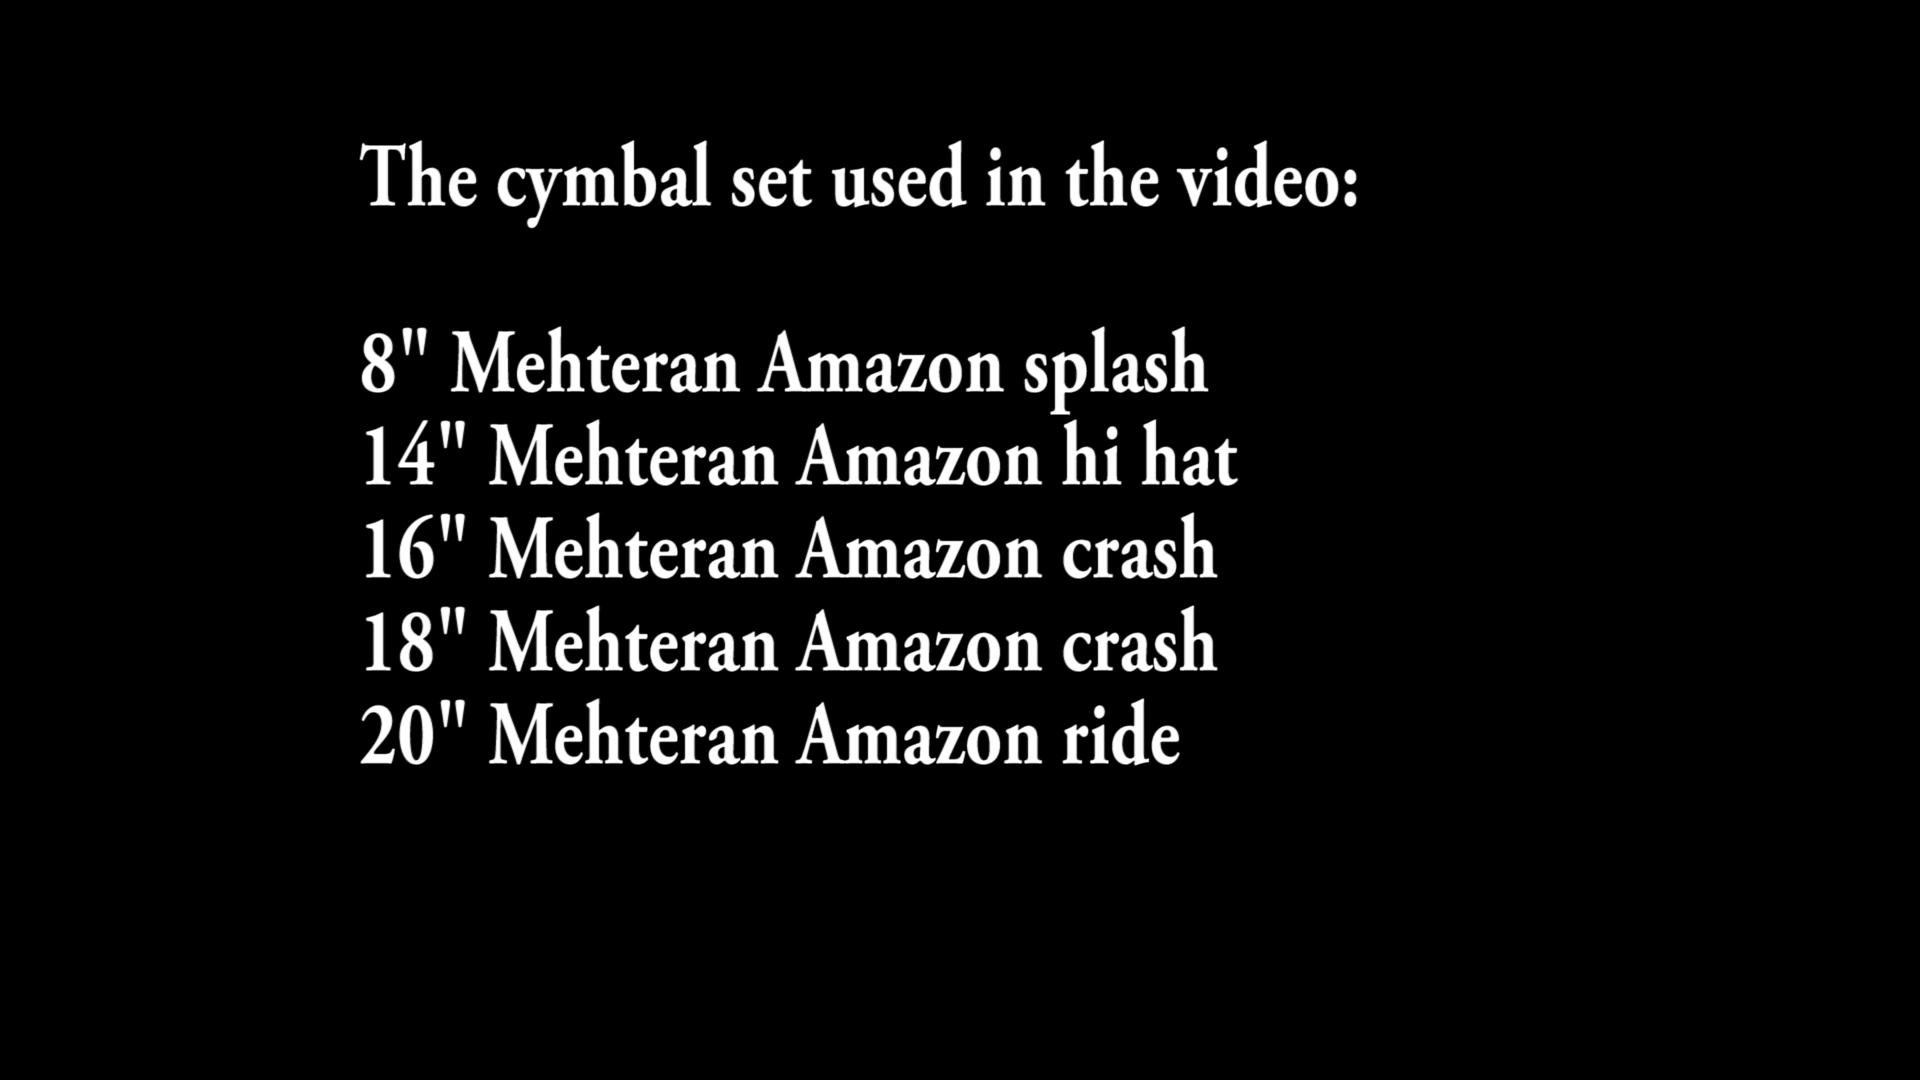 The cymbal set used in the video:
8" Mehteran Amazon splash
14" Mehteran Amazon hi hat
16" Mehteran Amazon crash
18" Mehteran Amazon crash
20" Mehteran Amazon ride